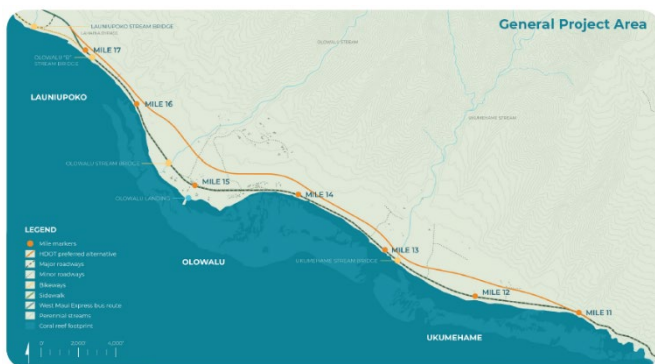 General Project Area
LAUNIUPOKO STREAM BRIDGE
MILE 17
OLOWALU "B"
STREAM BRIDGE
LAUNIUPOKO
MILE 16
OLOWALU STREAM
UKUMEHAME STREAM
OLOWALU STREAM BRIDGE
MILE 15
MILE 14
OLOWALU LANDING
OLOWALU
MILE 13
UKUMEHAME STREAM BRIDGE
MILE 12
MILE 11
UKUMEHAME
LEGEND
Mile markers
HDOT preferred alternative
Major roadways
Minor roadways
Bikeways
Sidewalk
West Maui Express bus route
Perennial streams
Coral reef footprint
0' 2000' 4000'